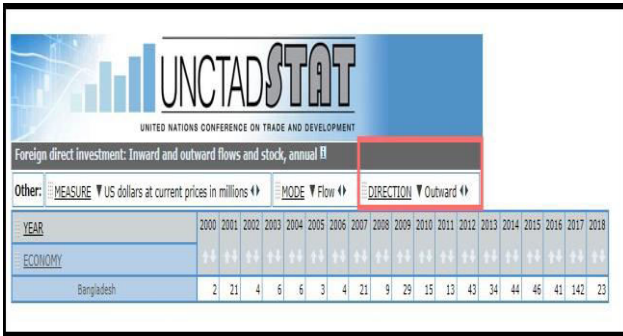 UNCTADSTAT
UNITED NATIONS CONFERENCE ON TRADE AND DEVELOPMENT
Foreign direct investment: Inward and outward flows and stock, annual i
Other: MEASURE ▼ US dollars at current prices in millions MODE ▼ Flow DIRECTION ▼ Outward
YEAR 2000 2001 2002 2003 2004 2005 2006 2007 2008 2009 2010 2011 2012 2013 2014 2015 2016 2017 2018
ECONOMY
Bangladesh 2 21 4 6 6 3 4 21 9 29 15 13 43 34 44 46 41 142 23